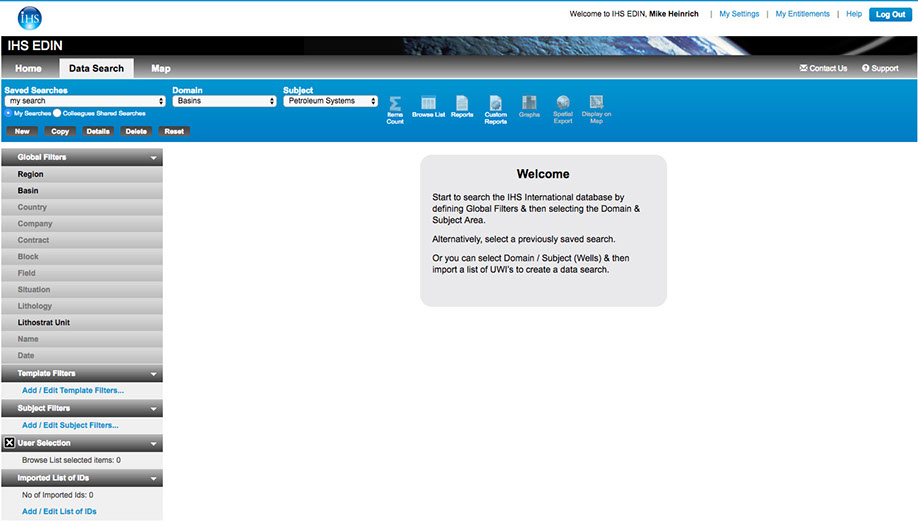 IHS
Welcome to IHS EDIN, Mike Heinrich | My Settings | My Entitlements | Help Log Out
IHS EDIN
Home Data Search Map Contact Us Support
Saved Searches Domain Subject
my search Basins Petroleum Systems
My Searches Colleagues Shared Searches
Items Count Browse List Reports Custom Reports Graphs Spatial Export Display on Map
New Copy Details Delete Reset
Global Filters
Region
Basin
Country
Company
Contract
Block
Field
Situation
Lithology
Lithostrat Unit
Name
Date
Template Filters
Add / Edit Template Filters...
Subject Filters
Add / Edit Subject Filters...
User Selection
Browse List selected items: 0
Imported List of IDs
No of Imported Ids: 0
Add / Edit List of IDs
Welcome
Start to search the IHS International database by
defining Global Filters & then selecting the Domain &
Subject Area.
Alternatively, select a previously saved search.
Or you can select Domain / Subject (Wells) & then
import a list of UWI's to create a data search.